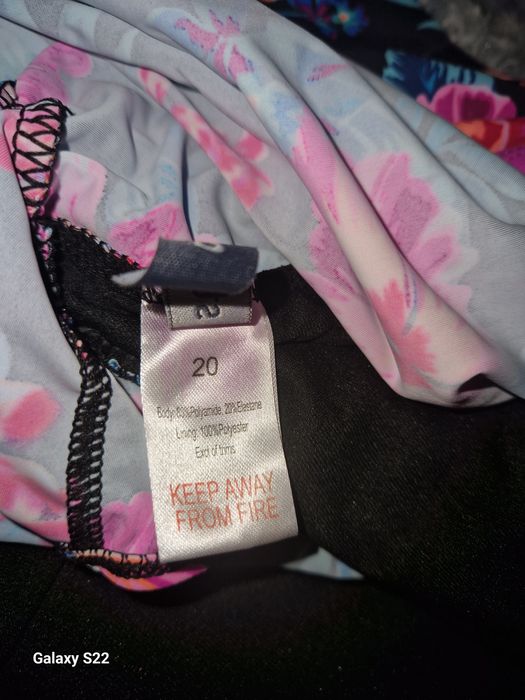 20
Body: 80%Polyamide, 20%Elastane
Lining: 100%Polyester
Excl of trims
KEEP AWAY
FROM FIRE
Galaxy S22